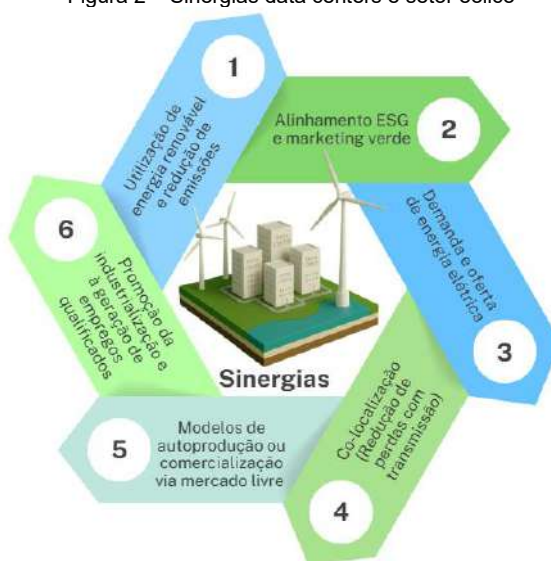 Figura 2 – Sinergias data centers e setor eólico
1
Utilização de
energia renovável
e redução de
emissões
Alinhamento ESG
e marketing verde
2
Demanda e oferta
de energia elétrica
3
Co-localização
(Redução de
perdas com
transmissão)
4
5
Modelos de
autoprodução ou
comercialização
via mercado livre
6
Promoção da
industrialização e
à geração de
empregos
qualificados
Sinergias